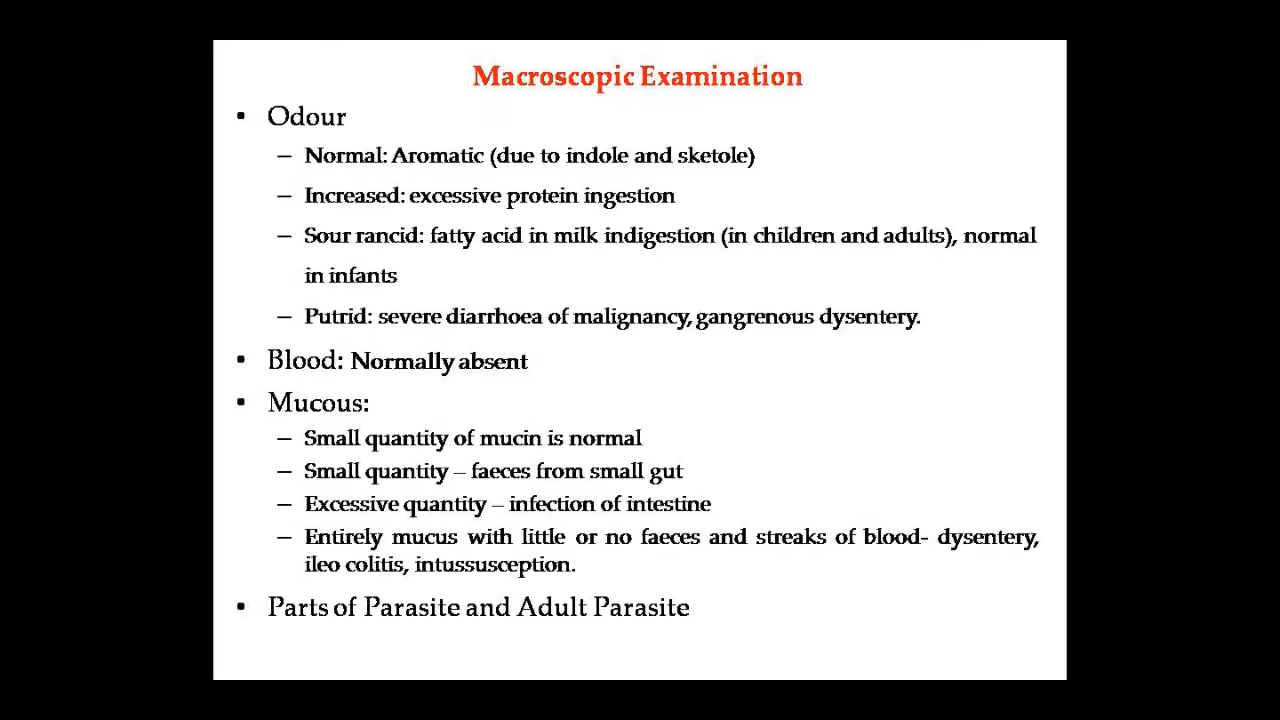 Macroscopic Examination
• Odour
– Normal: Aromatic (due to indole and sketole)
– Increased: excessive protein ingestion
– Sour rancid: fatty acid in milk indigestion (in children and adults), normal
in infants
– Putrid: severe diarrhoea of malignancy, gangrenous dysentery.
• Blood: Normally absent
• Mucous:
– Small quantity of mucin is normal
– Small quantity – faeces from small gut
– Excessive quantity – infection of intestine
– Entirely mucus with little or no faeces and streaks of blood- dysentery,
ileo colitis, intussusception.
• Parts of Parasite and Adult Parasite